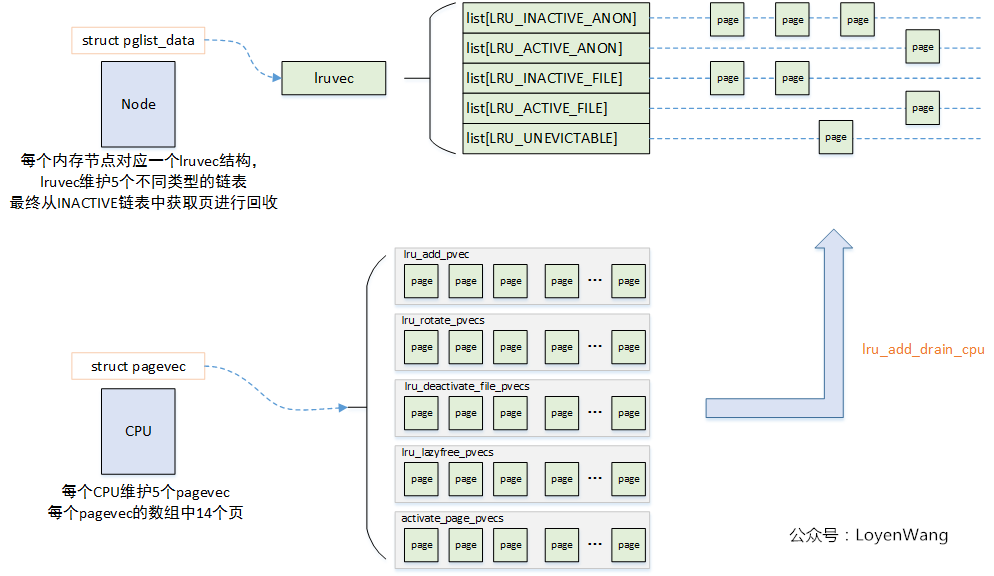 struct pglist_data
Node
每个内存节点对应一个lruvec结构，
lruvec维护5个不同类型的链表
最终从INACTIVE链表中获取页进行回收
lruvec
list[LRU_INACTIVE_ANON]
page
page
page
list[LRU_ACTIVE_ANON]
page
list[LRU_INACTIVE_FILE]
page
page
list[LRU_ACTIVE_FILE]
page
list[LRU_UNEVICTABLE]
page
struct pagevec
CPU
每个CPU维护5个pagevec
每个pagevec的数组中14个页
lru_add_pvec
page page page page ... page
lru_rotate_pvecs
page page page page ... page
lru_deactivate_file_pvecs
page page page page ... page
lru_lazyfree_pvecs
page page page page ... page
activate_page_pvecs
page page page page ... page
lru_add_drain_cpu
公众号：LoyenWang